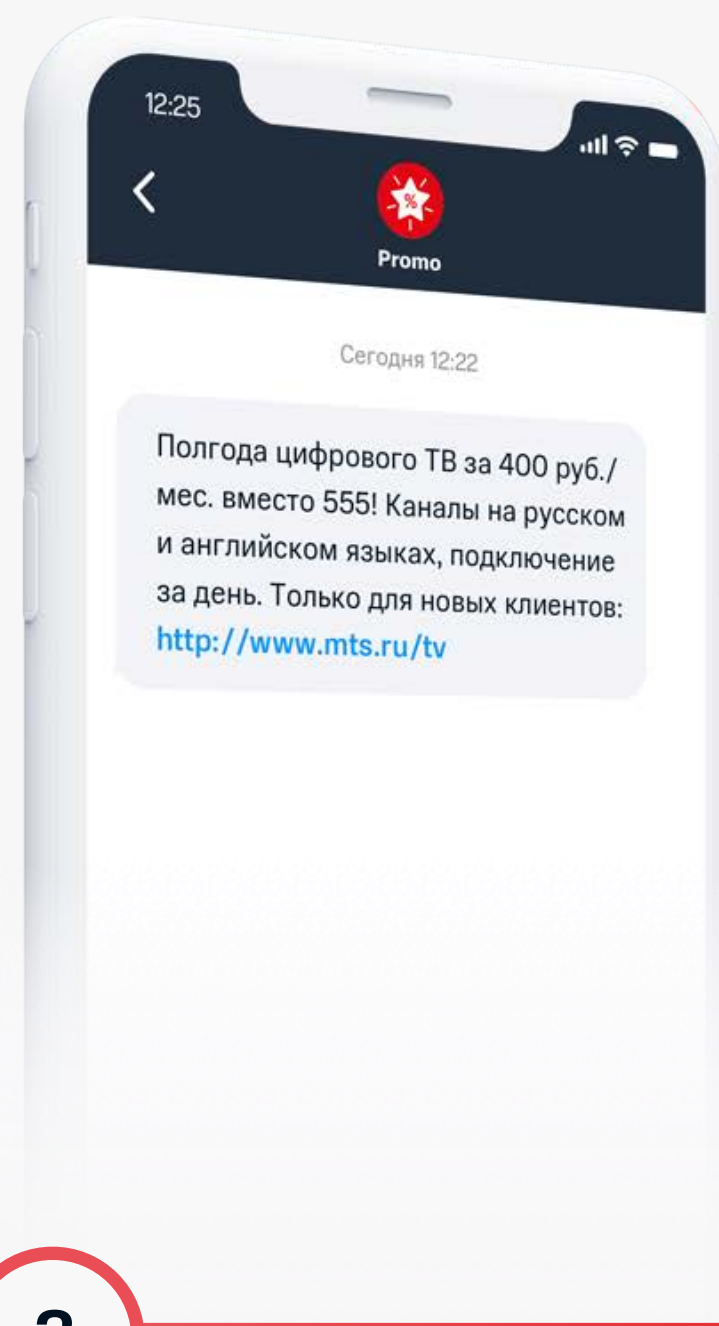 12:25
%
Promo
Сегодня 12:22
Полгода цифрового ТВ за 400 руб./
мес. вместо 555! Каналы на русском
и английском языках, подключение
за день. Только для новых клиентов:
http://www.mts.ru/tv